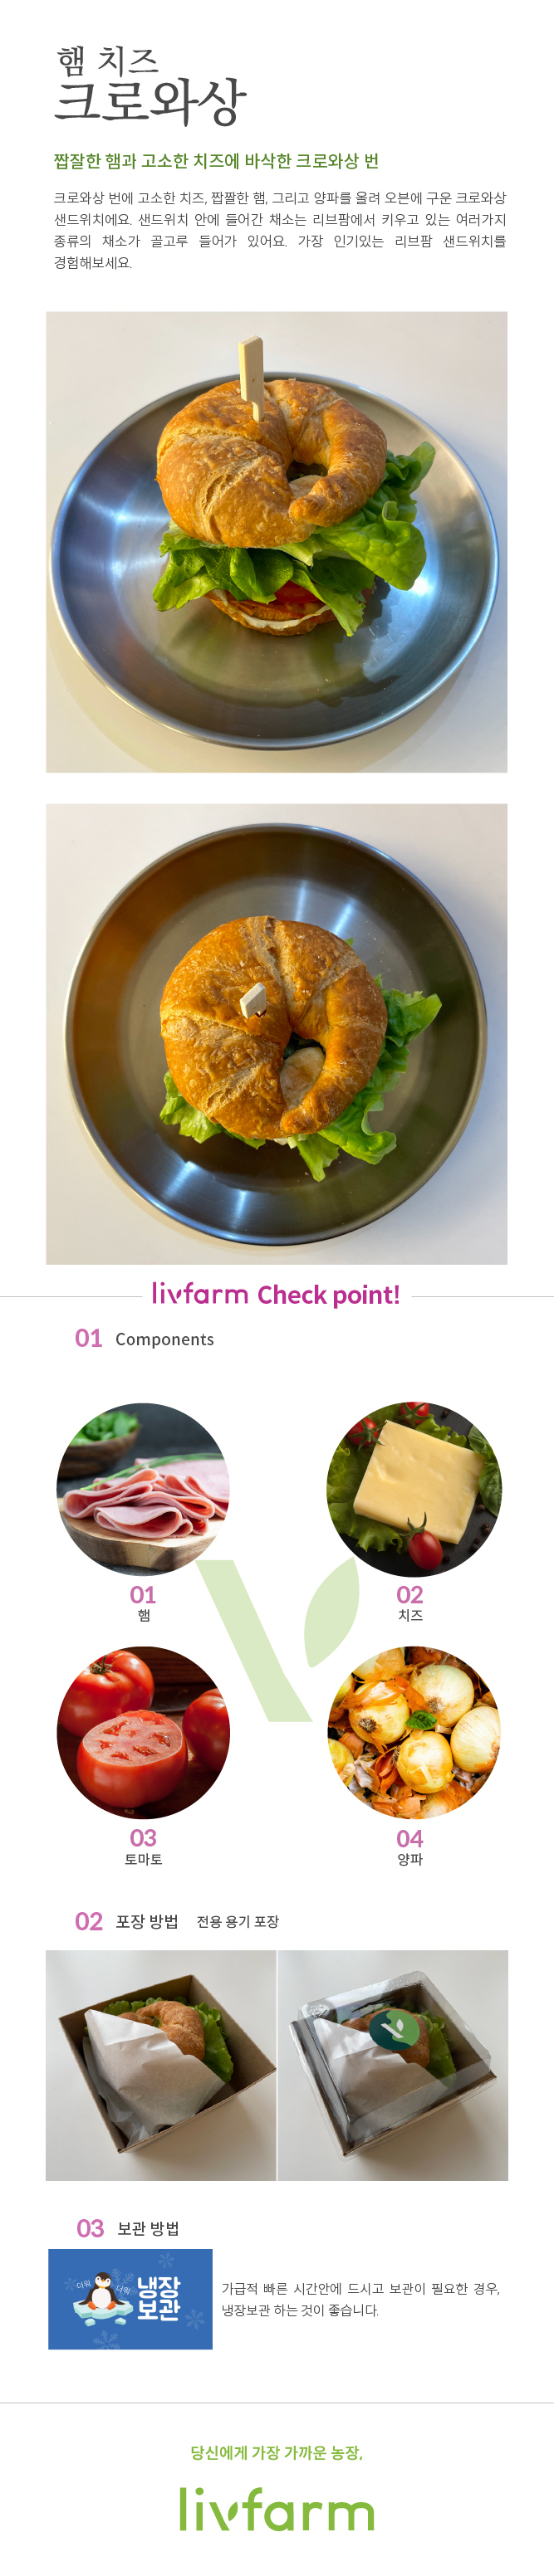 햄 치즈
크로와상
짭잘한 햄과 고소한 치즈에 바삭한 크로와상 번
크로와상 번에 고소한 치즈, 짭짤한 햄, 그리고 양파를 올려 오븐에 구운 크로와상
샌드위치에요. 샌드위치 안에 들어간 채소는 리브팜에서 키우고 있는 여러가지
종류의 채소가 골고루 들어가 있어요. 가장 인기있는 리브팜 샌드위치를
경험해보세요.
livfarm Check point!
01 Components
01
햄
02
치즈
03
토마토
04
양파
02 포장 방법 전용 용기 포장
03 보관 방법
더워
더워
냉장
보관
가급적 빠른 시간안에 드시고 보관이 필요한 경우,
냉장보관 하는 것이 좋습니다.
당신에게 가장 가까운 농장,
livfarm